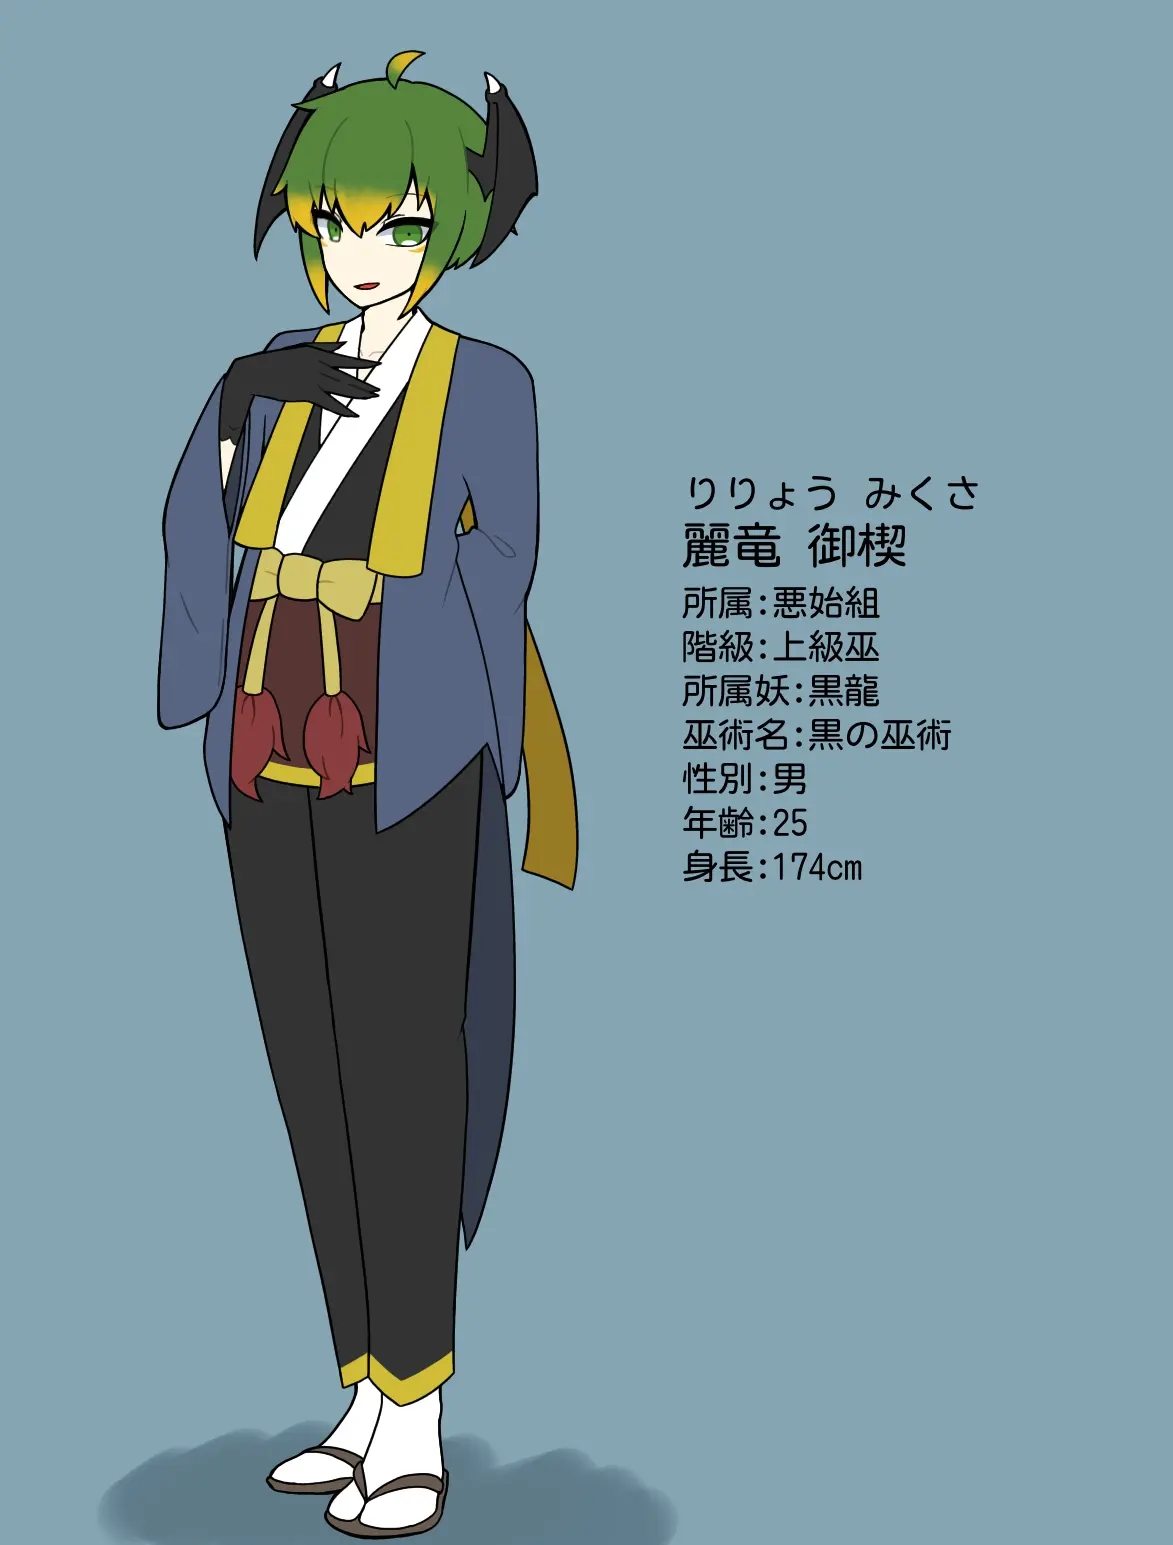 りりょう みくさ
麗竜 御楔
所属:悪始組
階級:上級巫
所属妖:黒龍
巫術名:黒の巫術
性別:男
年齢:25
身長:174cm